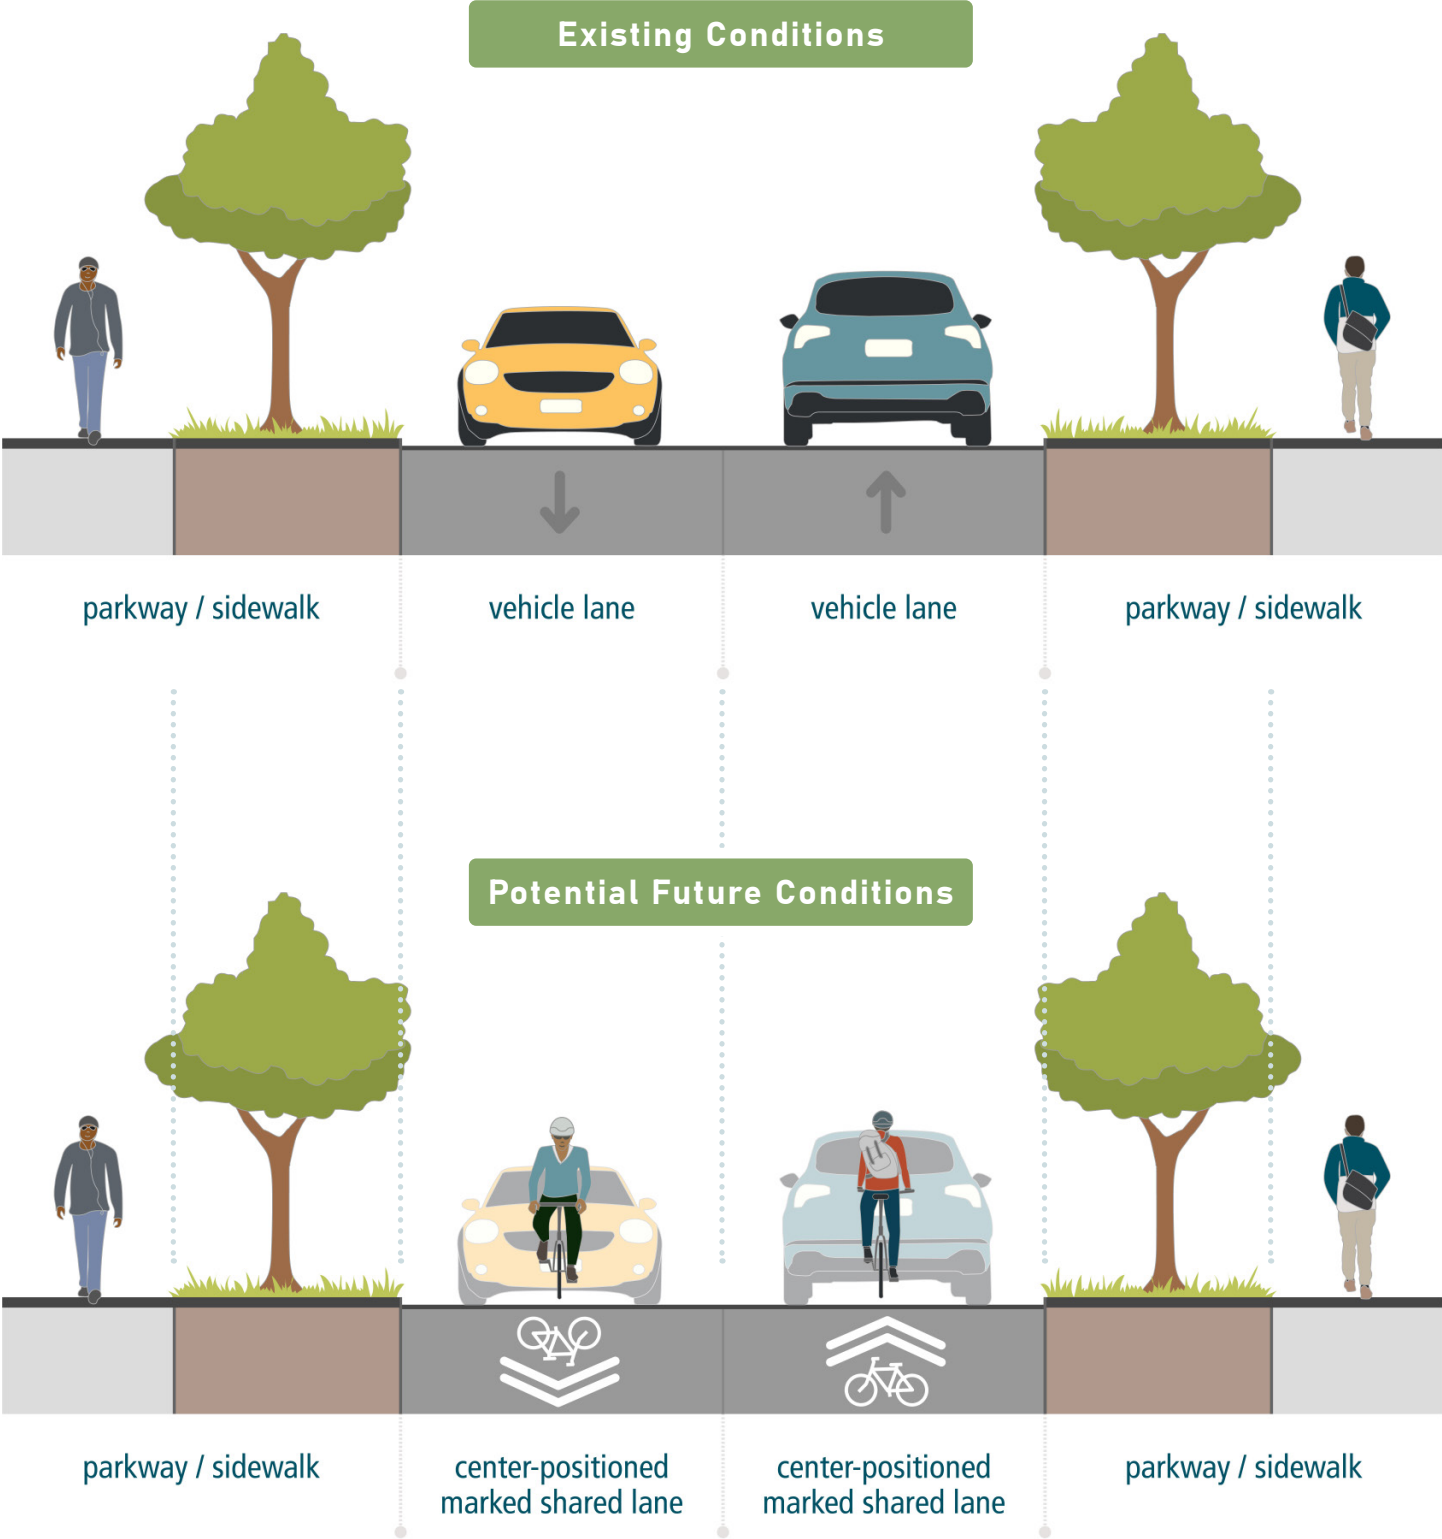 Existing Conditions
parkway / sidewalk
vehicle lane
vehicle lane
parkway / sidewalk
Potential Future Conditions
parkway / sidewalk
center-positioned
marked shared lane
center-positioned
marked shared lane
parkway / sidewalk